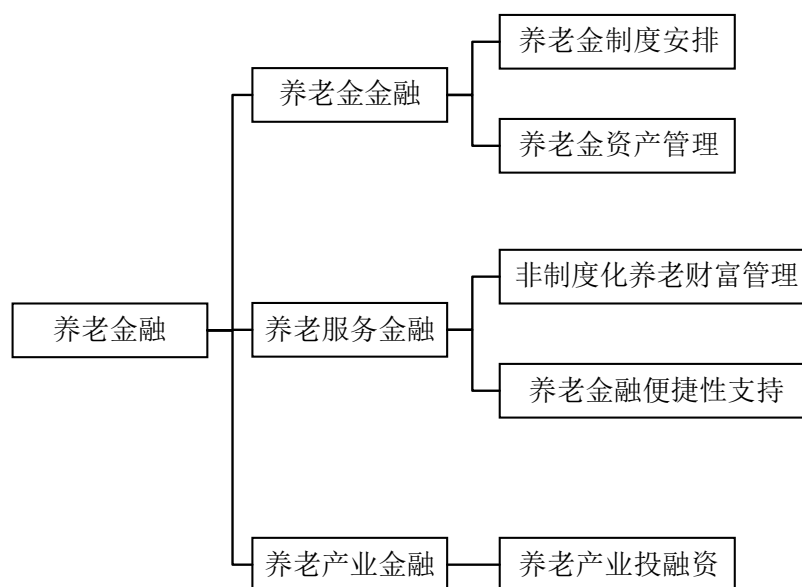 养老金制度安排
养老金金融
养老金资产管理
非制度化养老财富管理
养老金融
养老服务金融
养老金融便捷性支持
养老产业金融
养老产业投融资